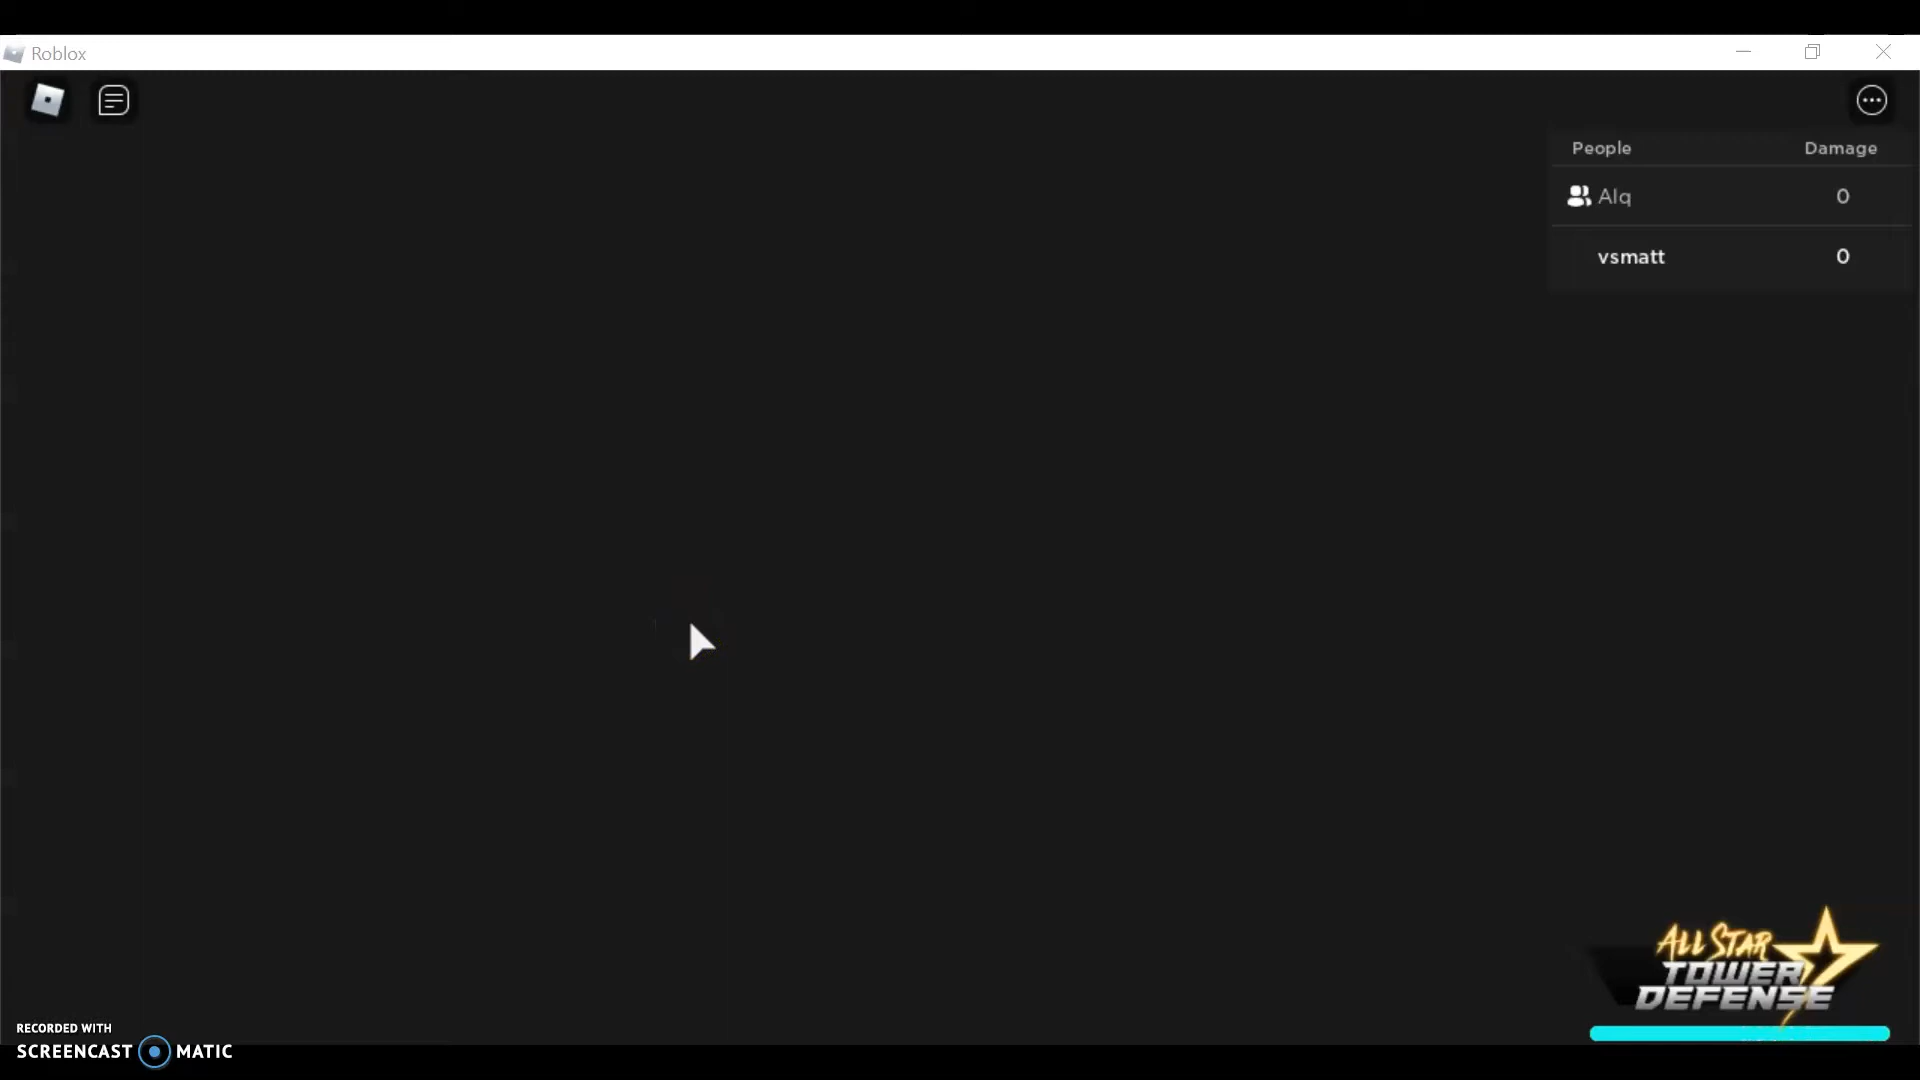 Roblox
People Damage
Alq 0
vsmatt 0
ALL STAR
TOWER
DEFENSE
RECORDED WITH
SCREENCAST MATIC